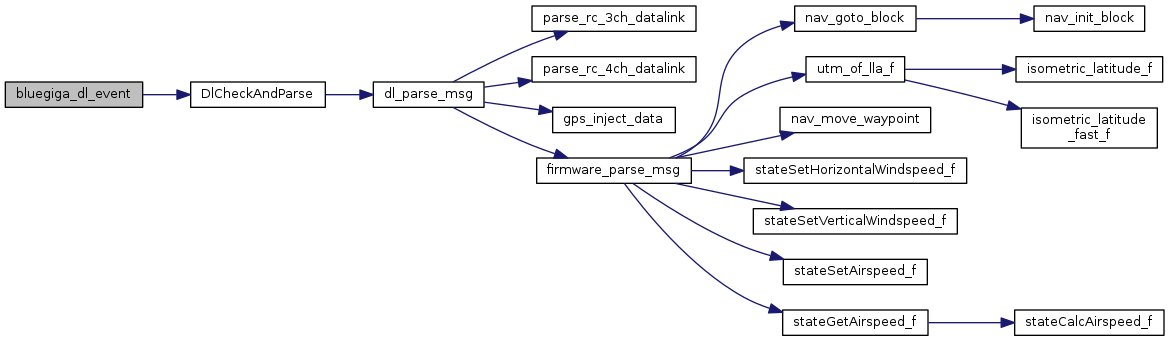 bluegiga_dl_event
DlCheckAndParse
dl_parse_msg
parse_rc_3ch_datalink
parse_rc_4ch_datalink
gps_inject_data
firmware_parse_msg
nav_goto_block
nav_init_block
utm_of_lla_f
isometric_latitude_f
isometric_latitude
_fast_f
nav_move_waypoint
stateSetHorizontalWindspeed_f
stateSetVerticalWindspeed_f
stateSetAirspeed_f
stateGetAirspeed_f
stateCalcAirspeed_f